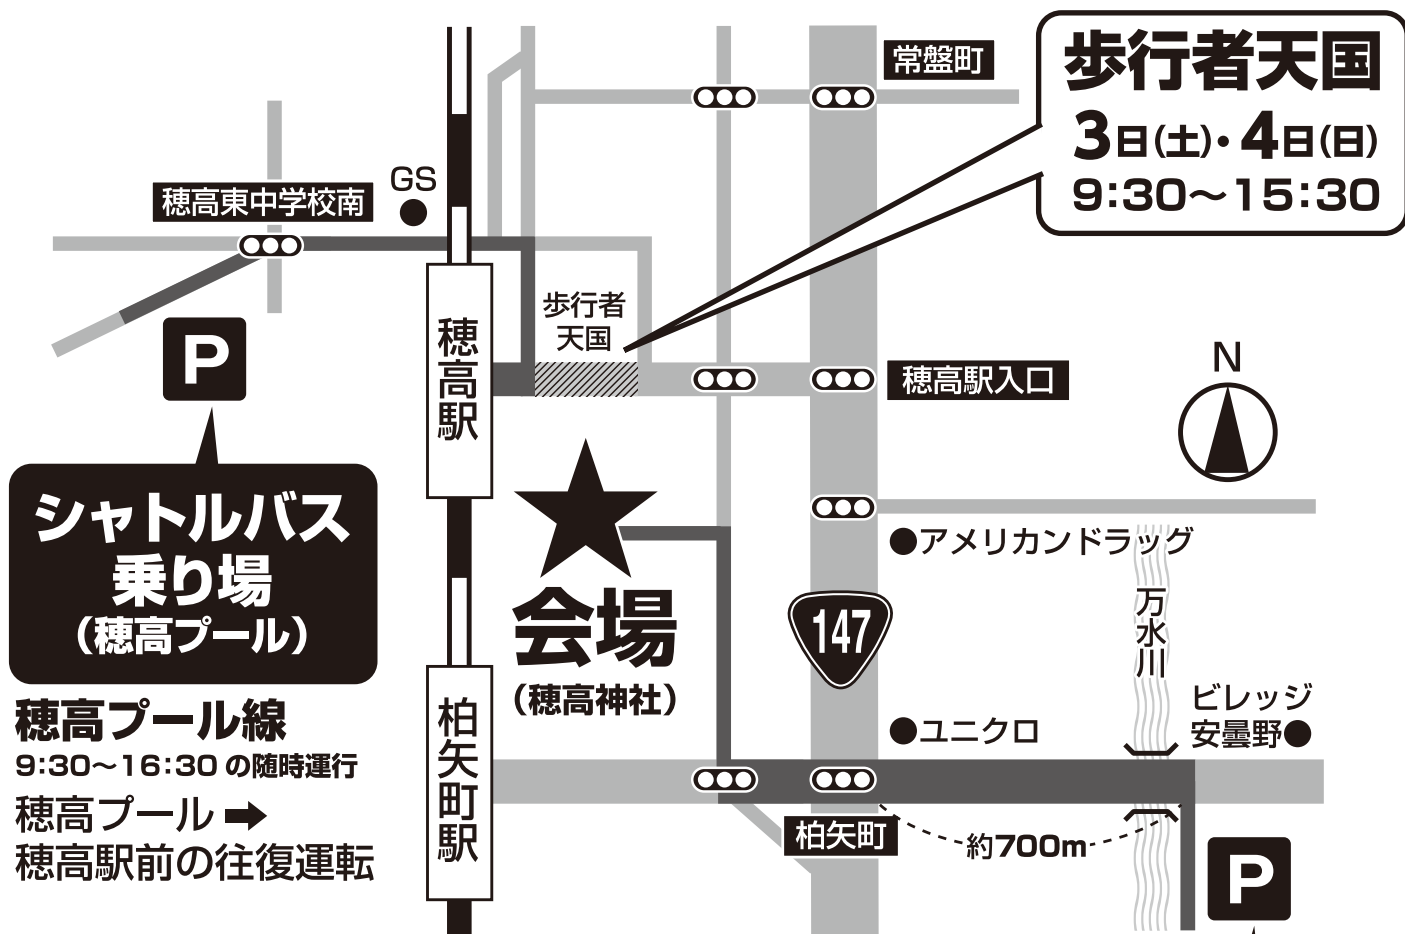 常盤町
歩行者天国
3日(土)・4日(日)
9:30～15:30
GS
穂高東中学校南
歩行者
天国
穂高駅
P
穂高駅入口
N
シャトルバス
乗り場
(穂高プール)
アメリカンドラッグ
万水川
会場
(穂高神社)
147
穂高プール線
9:30～16:30の随時運行
穂高プール➡
穂高駅前の往復運転
柏矢町駅
ユニクロ
ビレッジ
安曇野
柏矢町
約700m
P